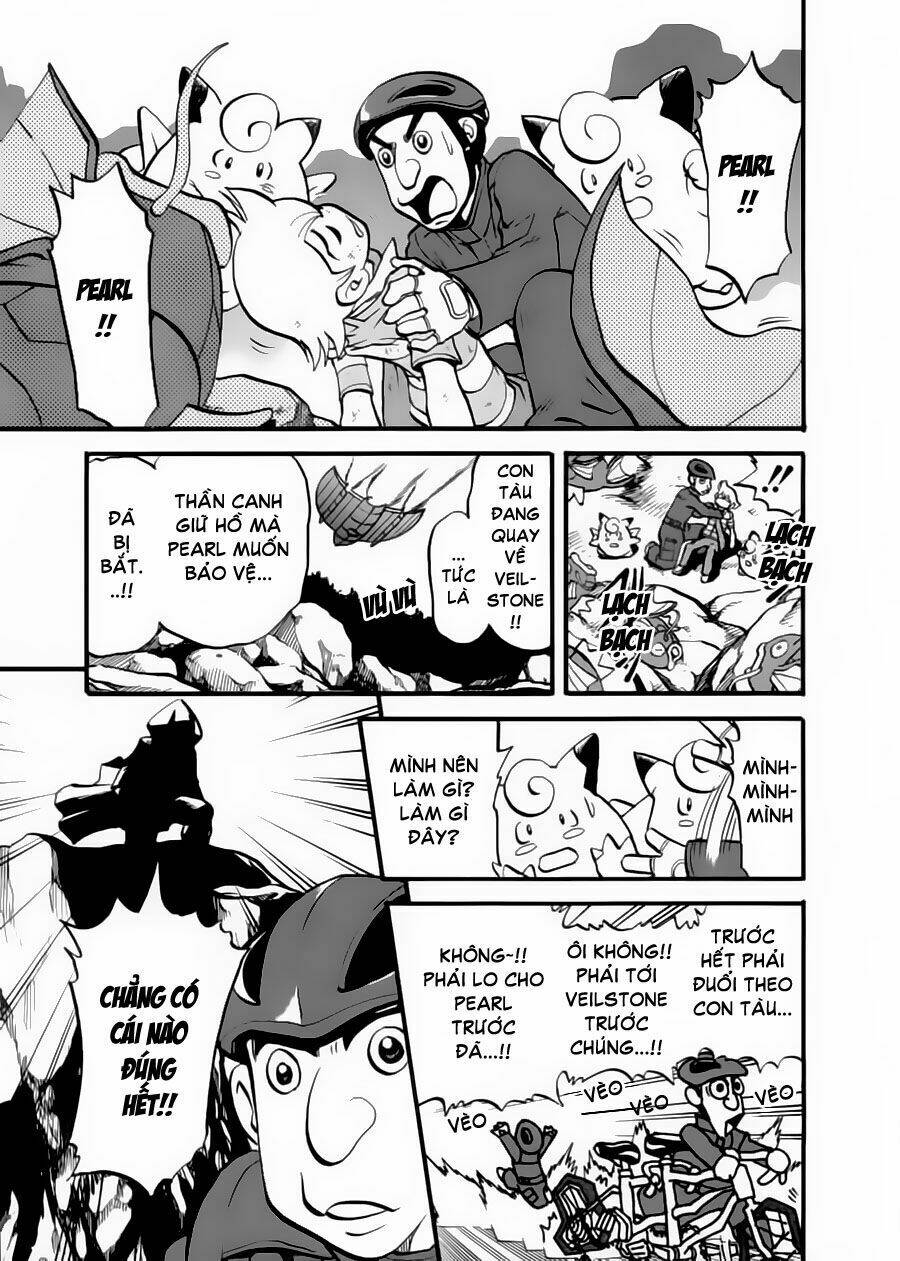 PEARL
!!
PEARL
!!
!!
LẠCH
BẠCH
LẠCH
BẠCH
CON
TÀU
ĐANG
QUAY
VỀ
VEIL-
STONE
!!
...
TỨC
LÀ
VÙ VÙ
THẦN CANH
GIỮ HỒ MÀ
PEARL MUỐN
BẢO VỆ...
ĐÃ
BỊ
BẮT.
..!!
MÌNH-
MÌNH-
MÌNH
MÌNH NÊN
LÀM GÌ?
LÀM GÌ
ĐÂY?
TRƯỚC
HẾT PHẢI
ĐUỔI THEO
CON TÀU...
ÔI KHÔNG!!
PHẢI TỚI
VEILSTONE
TRƯỚC
CHÚNG...!!
KHÔNG~!!
PHẢI LO CHO
PEARL
TRƯỚC
ĐÃ...!!
VÈO
VÈO
VÈO
VÈO
CHẲNG CÓ
CÁI NÀO
ĐÚNG
HẾT!!